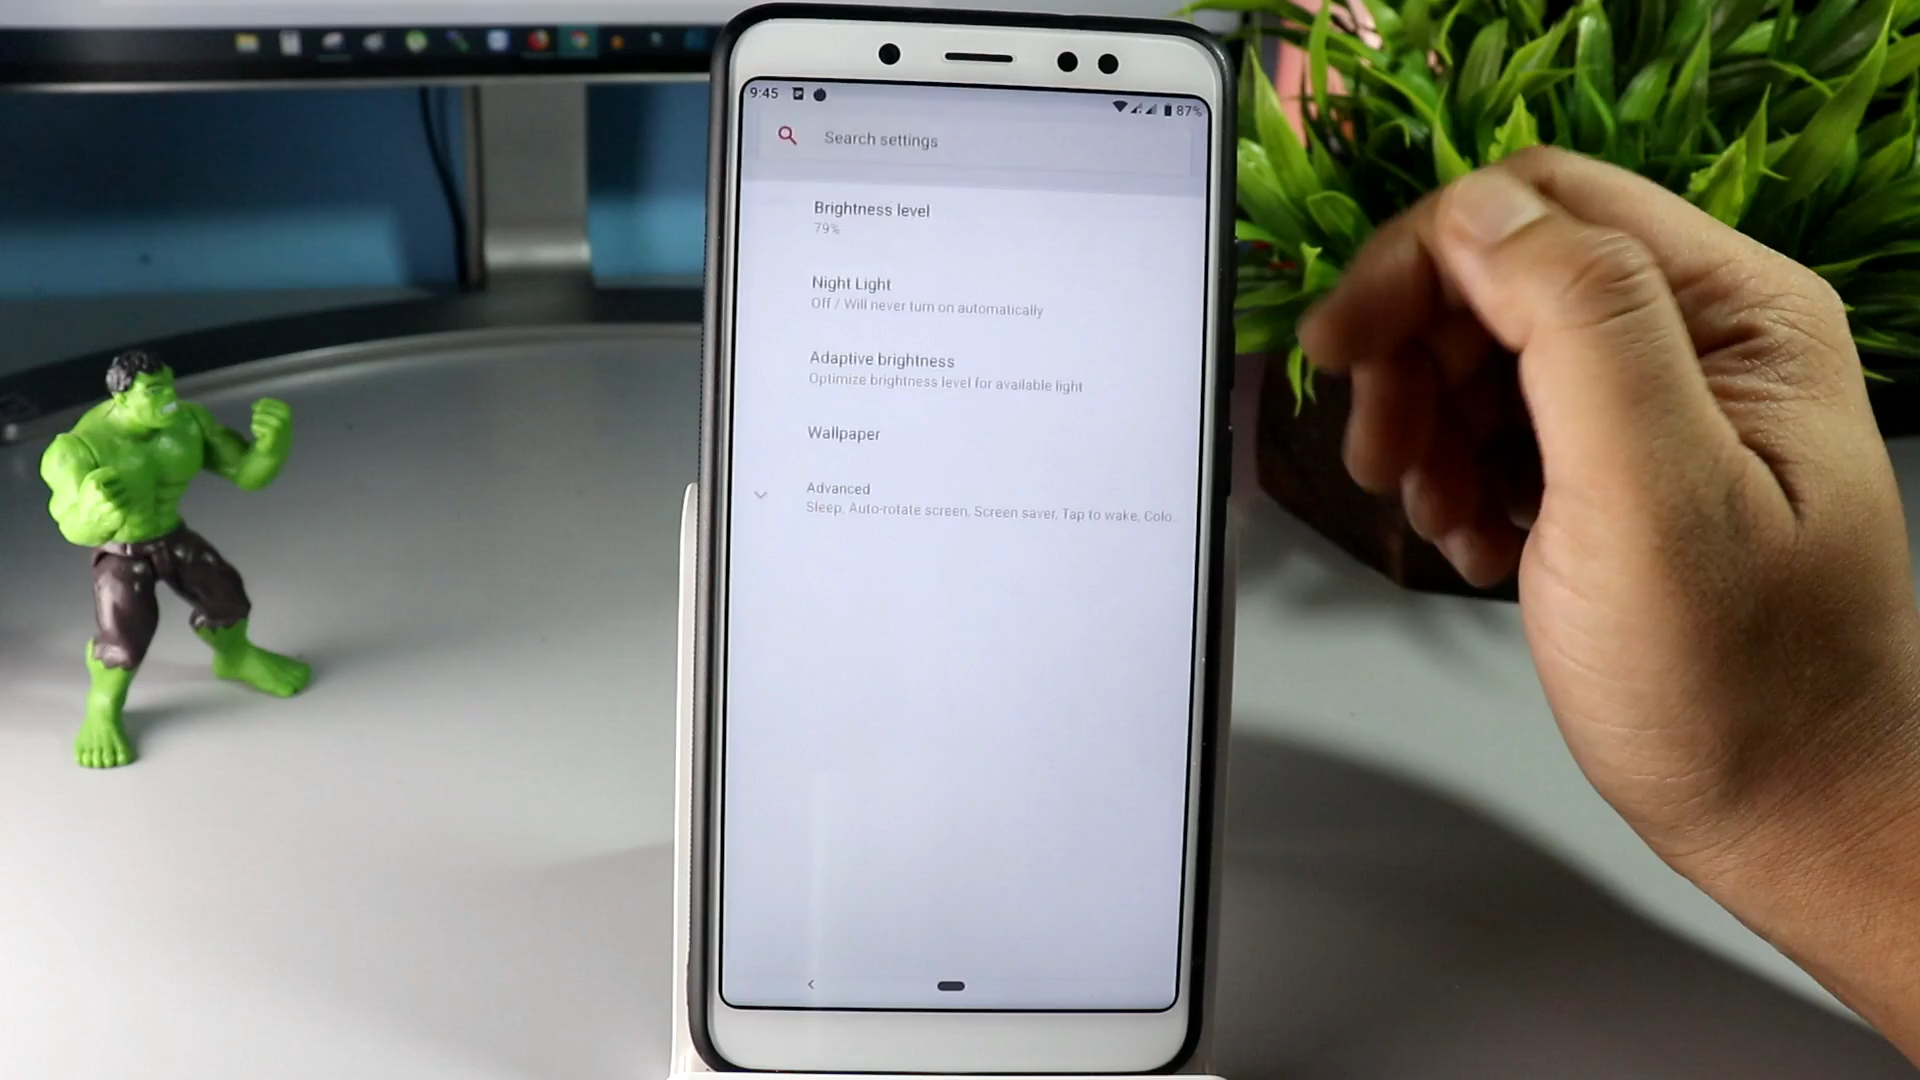 9:45
87%
Search settings
Brightness level
79%
Night Light
Off / Will never turn on automatically
Adaptive brightness
Optimize brightness level for available light
Wallpaper
Advanced
Sleep, Auto-rotate screen, Screen saver, Tap to wake, Colo